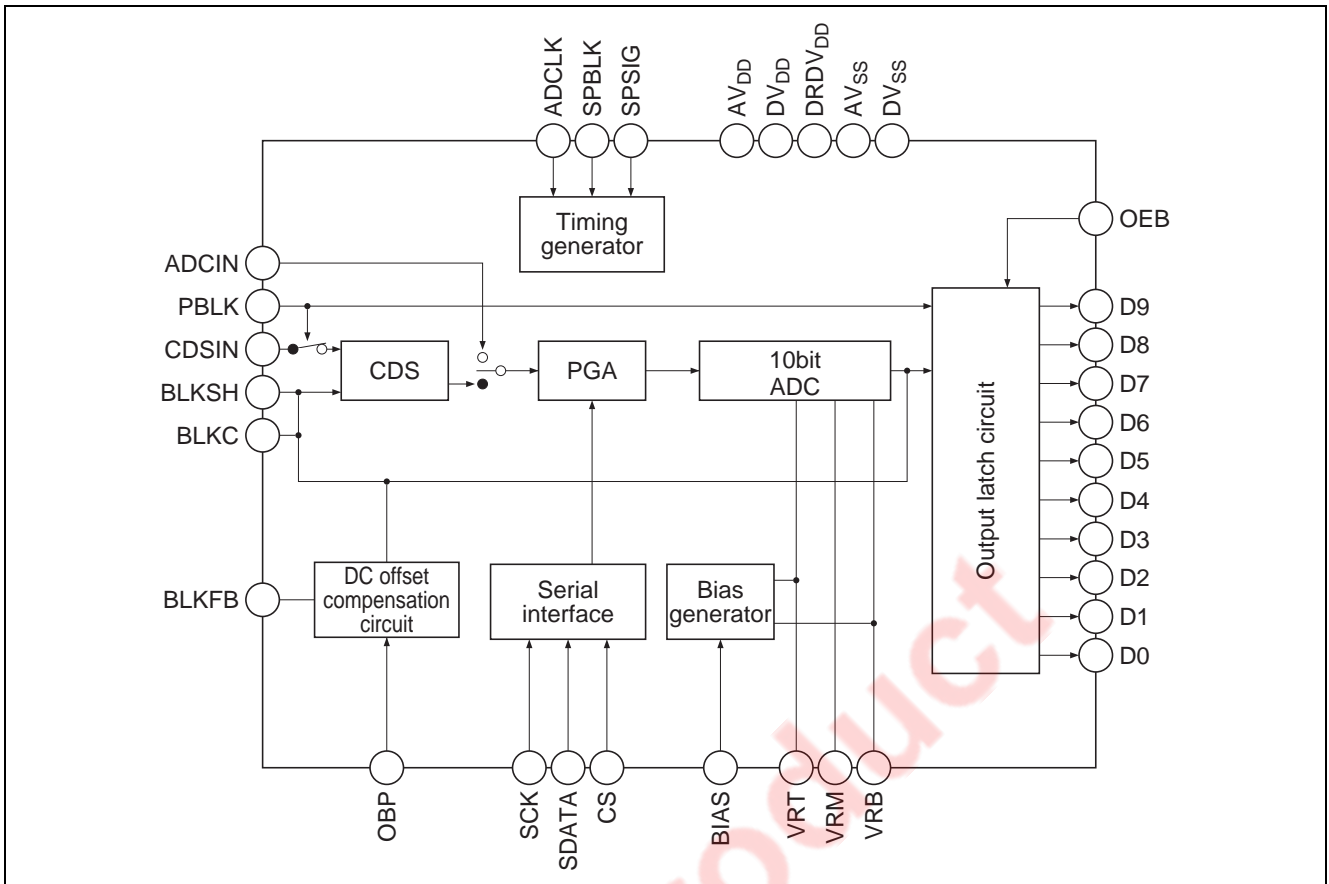 ADCLK
SPBLK
SPSIG
AVDD
DVDD
DRDVDD
AVSS
DVSS
Timing
generator
OEB
ADCIN
PBLK
CDSIN
BLKSH
BLKC
CDS
PGA
10bit
ADC
Output latch circuit
D9
D8
D7
D6
D5
D4
D3
D2
D1
D0
BLKFB
DC offset
compensation
circuit
Serial
interface
Bias
generator
OBP
SCK
SDATA
CS
BIAS
VRT
VRM
VRB
roduct